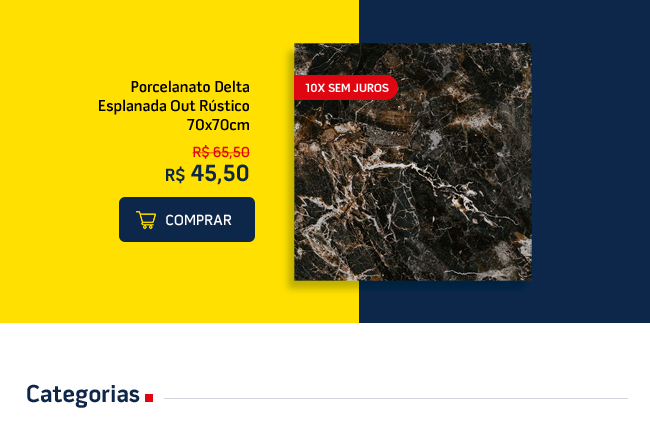 Porcelanato Delta
Esplanada Out Rústico
70x70cm
R$ 65,50
R$ 45,50
COMPRAR
10X SEM JUROS
Categorias